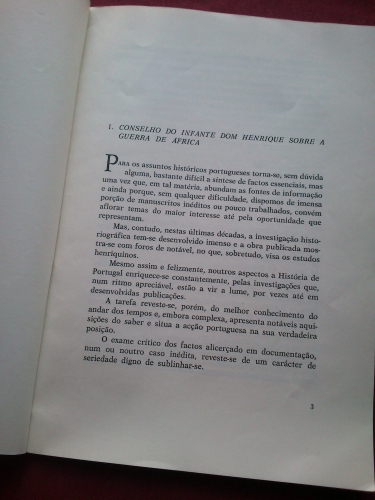 1. CONSELHO DO INFANTE DOM HENRIQUE SOBRE A
GUERRA DE ÁFRICA
PARA os assuntos históricos portugueses torna-se, sem dúvida
alguma, bastante difícil a síntese de factos essenciais, mas
uma vez que, em tal matéria, abundam as fontes de informação
e ainda porque, sem qualquer dificuldade, dispomos de imensa
porção de manuscritos inéditos ou pouco trabalhados, convém
aflorar temas do maior interesse até pela oportunidade que
representam.
Mas, contudo, nestas últimas décadas, a investigação histo-
riográfica tem-se desenvolvido imenso e a obra publicada mos-
tra-se com foros de notável, no que, sobretudo, visa os estudos
henriquinos.
Mesmo assim e felizmente, noutros aspectos a História de
Portugal enriquece-se constantemente, pelas investigações que,
num ritmo apreciável, estão a vir a lume, por vezes até em
desenvolvidas publicações.
A tarefa reveste-se, porém, do melhor conhecimento do
andar dos tempos e, embora complexa, apresenta notáveis aqui-
sições do saber e situa a acção portuguesa na sua verdadeira
posição.
O exame crítico dos factos alicerçado em documentação,
num ou noutro caso inédita, reveste-se de um carácter de
seriedade digno de sublinhar-se.
3